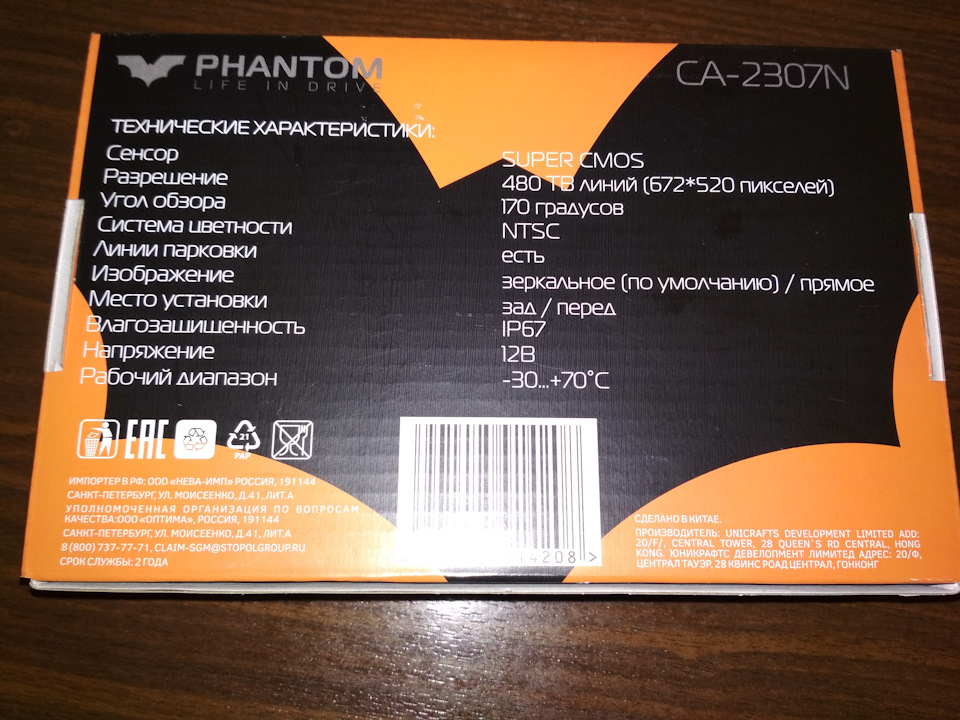 PHANTOM
LIFE IN DRIVE
CA-2307N
ТЕХНИЧЕСКИЕ ХАРАКТЕРИСТИКИ:
Сенсор SUPER CMOS
Разрешение 480 ТВ линий (672*520 пикселей)
Угол обзора 170 градусов
Система цветности NTSC
Линии парковки есть
Изображение зеркальное (по умолчанию) / прямое
Место установки зад / перед
Влагозащищенность IP67
Напряжение 12В
Рабочий диапазон -30...+70°C
EAC
21
PAP
ИМПОРТЕР В РФ: ООО «НЕВА-ИМП» РОССИЯ, 191144
САНКТ-ПЕТЕРБУРГ, УЛ. МОИСЕЕНКО, Д.41, ЛИТ.А
УПОЛНОМОЧЕННАЯ ОРГАНИЗАЦИЯ ПО ВОПРОСАМ
КАЧЕСТВА:ООО «ОПТИМА», РОССИЯ, 191144
САНКТ-ПЕТЕРБУРГ, УЛ. МОИСЕЕНКО, Д.41, ЛИТ.А
8 (800) 737-77-71, CLAIM-SGM@STOPOLGROUP.RU
СРОК СЛУЖБЫ: 2 ГОДА
14208 >
СДЕЛАНО В КИТАЕ.
ПРОИЗВОДИТЕЛЬ: UNICRAFTS DEVELOPMENT LIMITED ADD:
20/F/, CENTRAL TOWER, 28 QUEEN'S RD CENTRAL, HONG
KONG. ЮНИКРАФТС ДЕВЕЛОПМЕНТ ЛИМИТЕД АДРЕС: 20/Ф,
ЦЕНТРАЛ ТАУЭР, 28 КВИНС РОАД ЦЕНТРАЛ, ГОНКОНГ